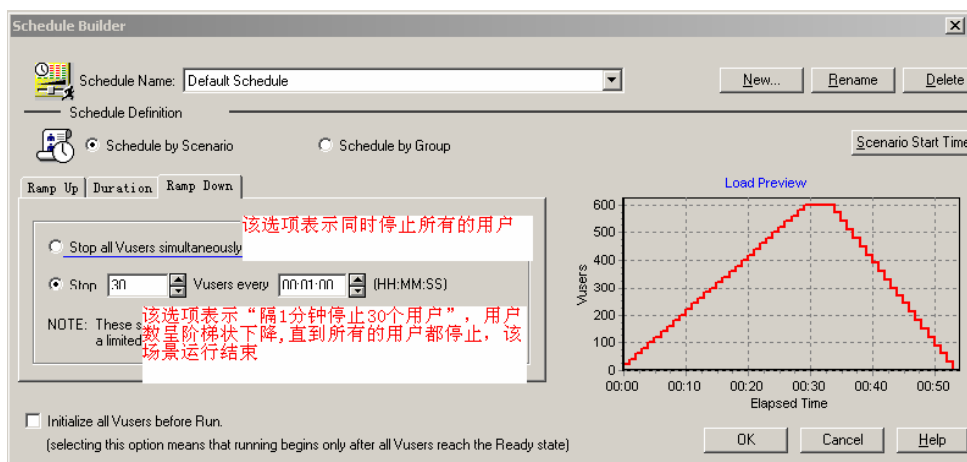 Schedule Builder
Schedule Name: Default Schedule
New... Rename Delete
Schedule Definition
Schedule by Scenario Schedule by Group
Scenario Start Time
Ramp Up Duration Ramp Down
该选项表示同时停止所有的用户
Stop all Vusers simultaneously
Stop 30 Vusers every 00:01:00 (HH:MM:SS)
该选项表示“隔1分钟停止30个用户”，用户
NOTE: These s
数呈阶梯状下降,直到所有的用户都停止，该
a limited
场景运行结束
Load Preview
Vusers
600
500
400
300
200
100
0
00:00 00:10 00:20 00:30 00:40 00:50
Elapsed Time
Initialize all Vusers before Run.
(selecting this option means that running begins only after all Vusers reach the Ready state)
OK Cancel Help